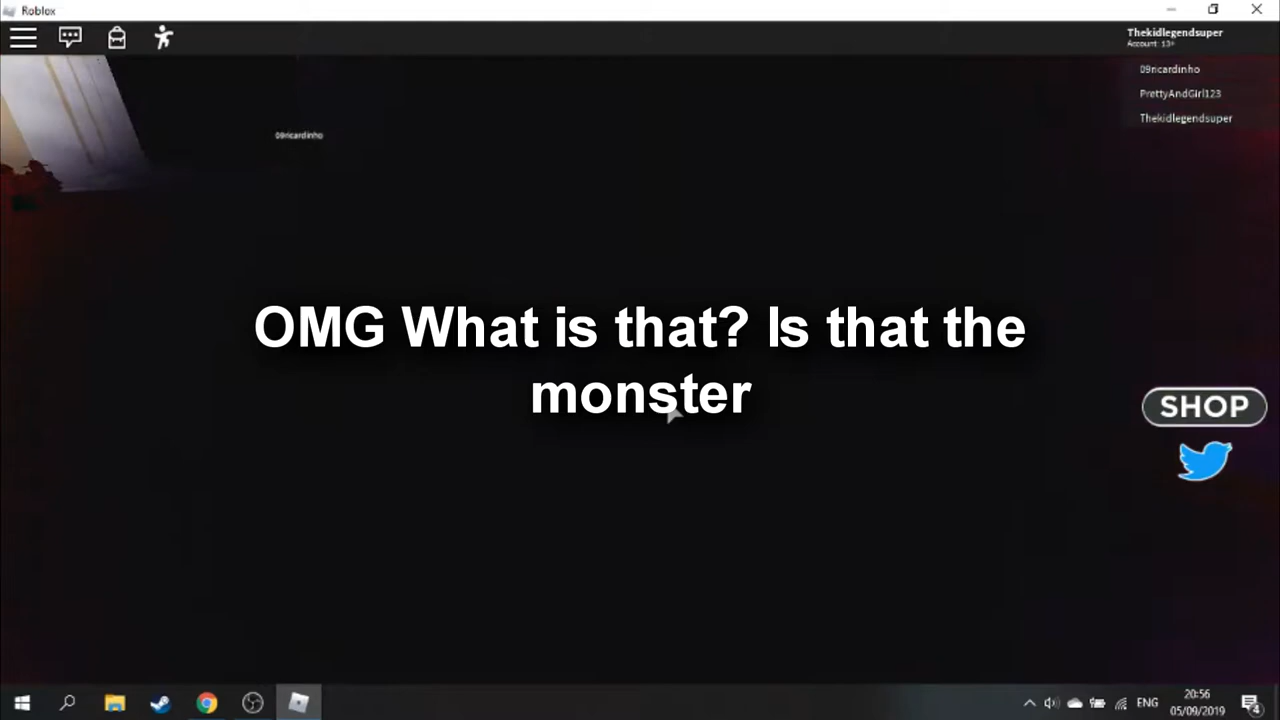 Roblox
Thekidlegendsuper
Account: 13+
09ricardinho
PrettyAndGirl123
Thekidlegendsuper
09ricardinho
OMG What is that? Is that the
monster
SHOP
ENG
20:56
05/09/2019
4